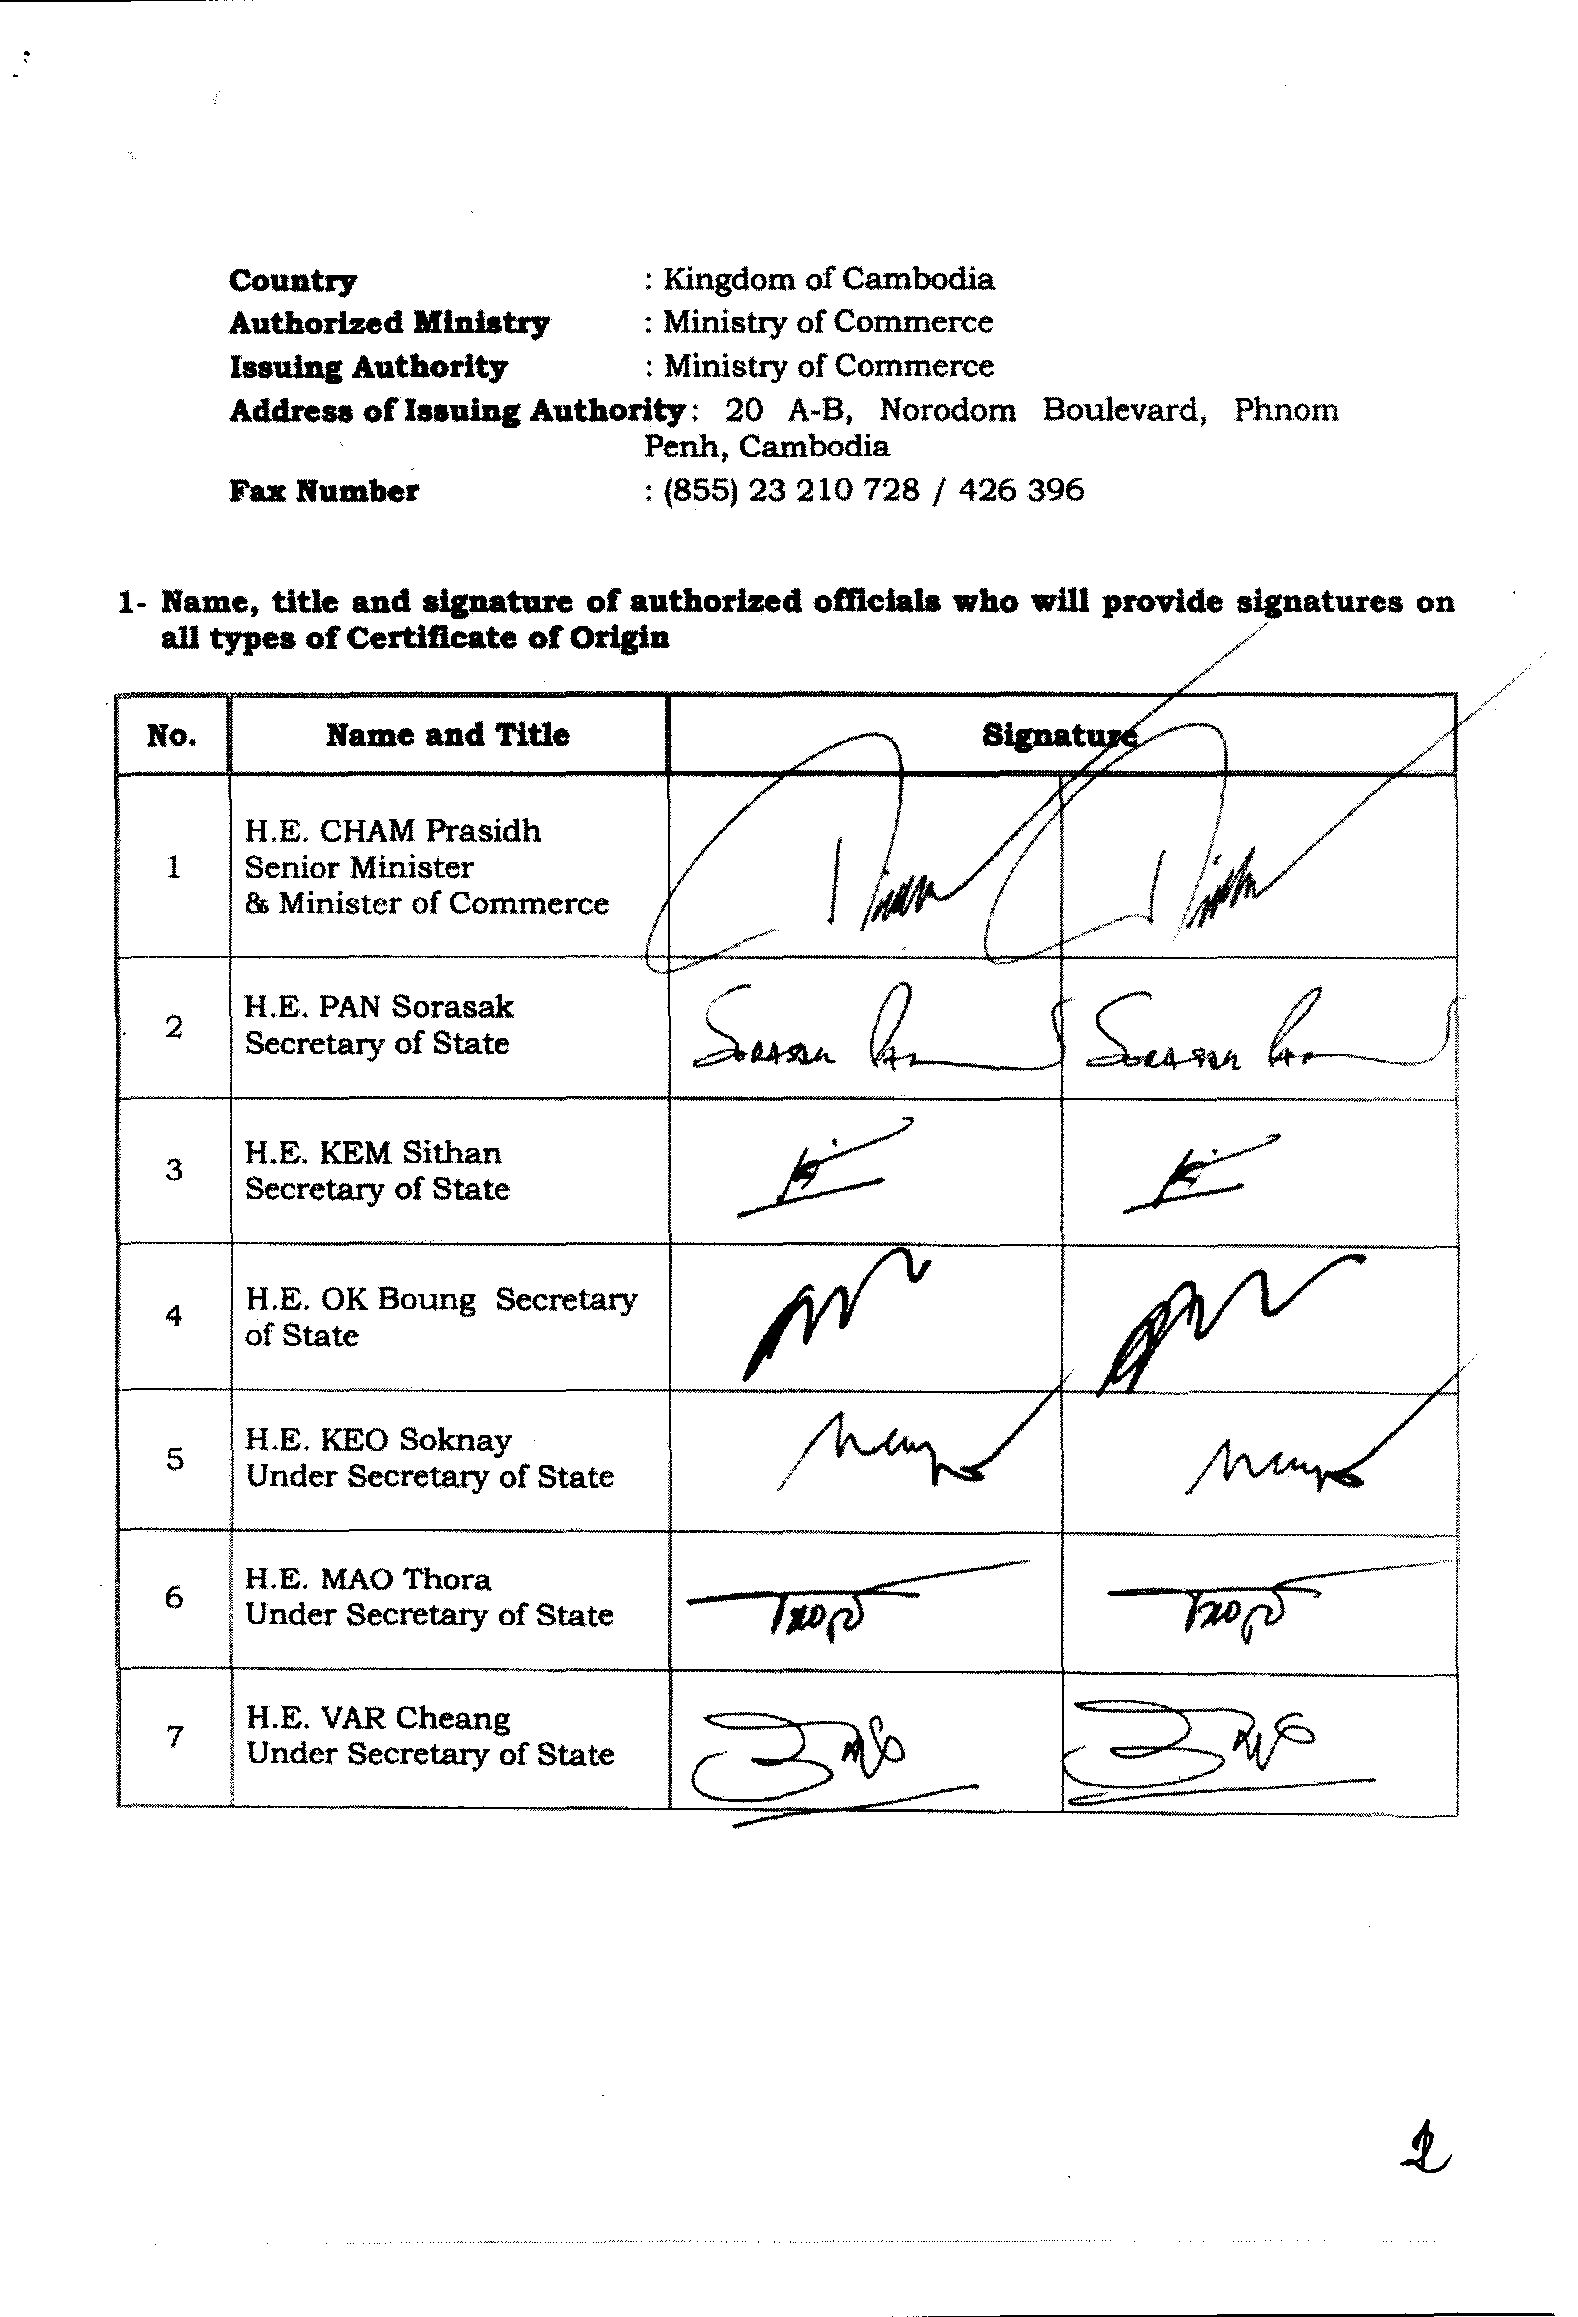 Country : Kingdom of Cambodia
Authorized Ministry : Ministry of Commerce
Issuing Authority : Ministry of Commerce
Address of Issuing Authority: 20 A-B, Norodom Boulevard, Phnom
Penh, Cambodia
Fax Number : (855) 23 210 728 / 426 396
1- Name, title and signature of authorized officials who will provide signatures on
all types of Certificate of Origin
No. Name and Title Signature
1 H.E. CHAM Prasidh
Senior Minister
& Minister of Commerce
2 H.E. PAN Sorasak
Secretary of State
Sorasak Pan Sorasak Pan
3 H.E. KEM Sithan
Secretary of State
4 H.E. OK Boung Secretary
of State
5 H.E. KEO Soknay
Under Secretary of State
6 H.E. MAO Thora
Under Secretary of State
7 H.E. VAR Cheang
Under Secretary of State